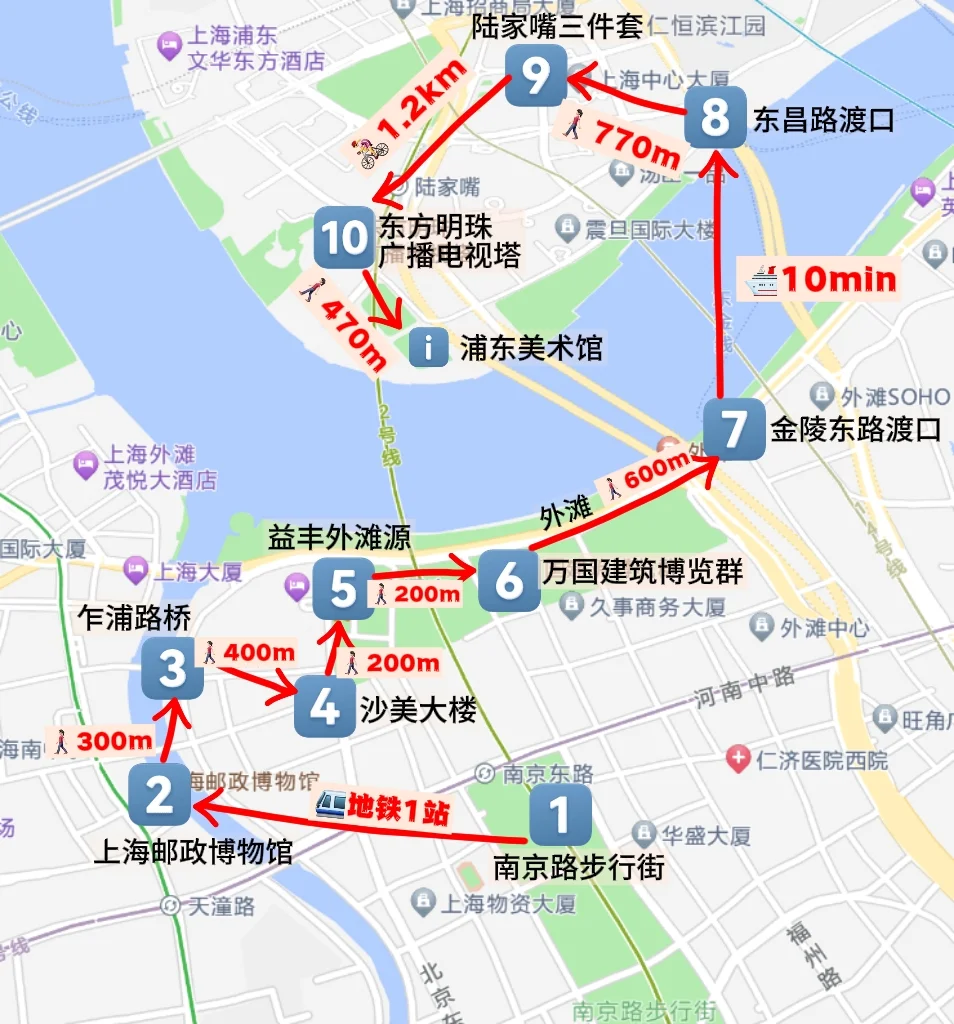 上海招商局大厦
陆家嘴三件套
仁恒滨江园
上海浦东
文华东方酒店
9
上海中心大厦
1.2km
8
东昌路渡口
770m
汤臣一品
陆家嘴
10
东方明珠
广播电视塔
震旦国际大楼
10min
470m
i
浦东美术馆
外滩SOHO
7
金陵东路渡口
2号线
上海外滩
茂悦大酒店
600m
外滩
14号线
益丰外滩源
国际大厦
上海大厦
5
200m
6
万国建筑博览群
久事商务大厦
外滩中心
乍浦路桥
3
400m
200m
4
沙美大楼
河南中路
300m
旺角广
仁济医院西院
2
海邮政博物馆
地铁1站
南京东路
1
华盛大厦
上海邮政博物馆
南京路步行街
天潼路
上海物资大厦
号线
福州路
北京东
南京路步行街